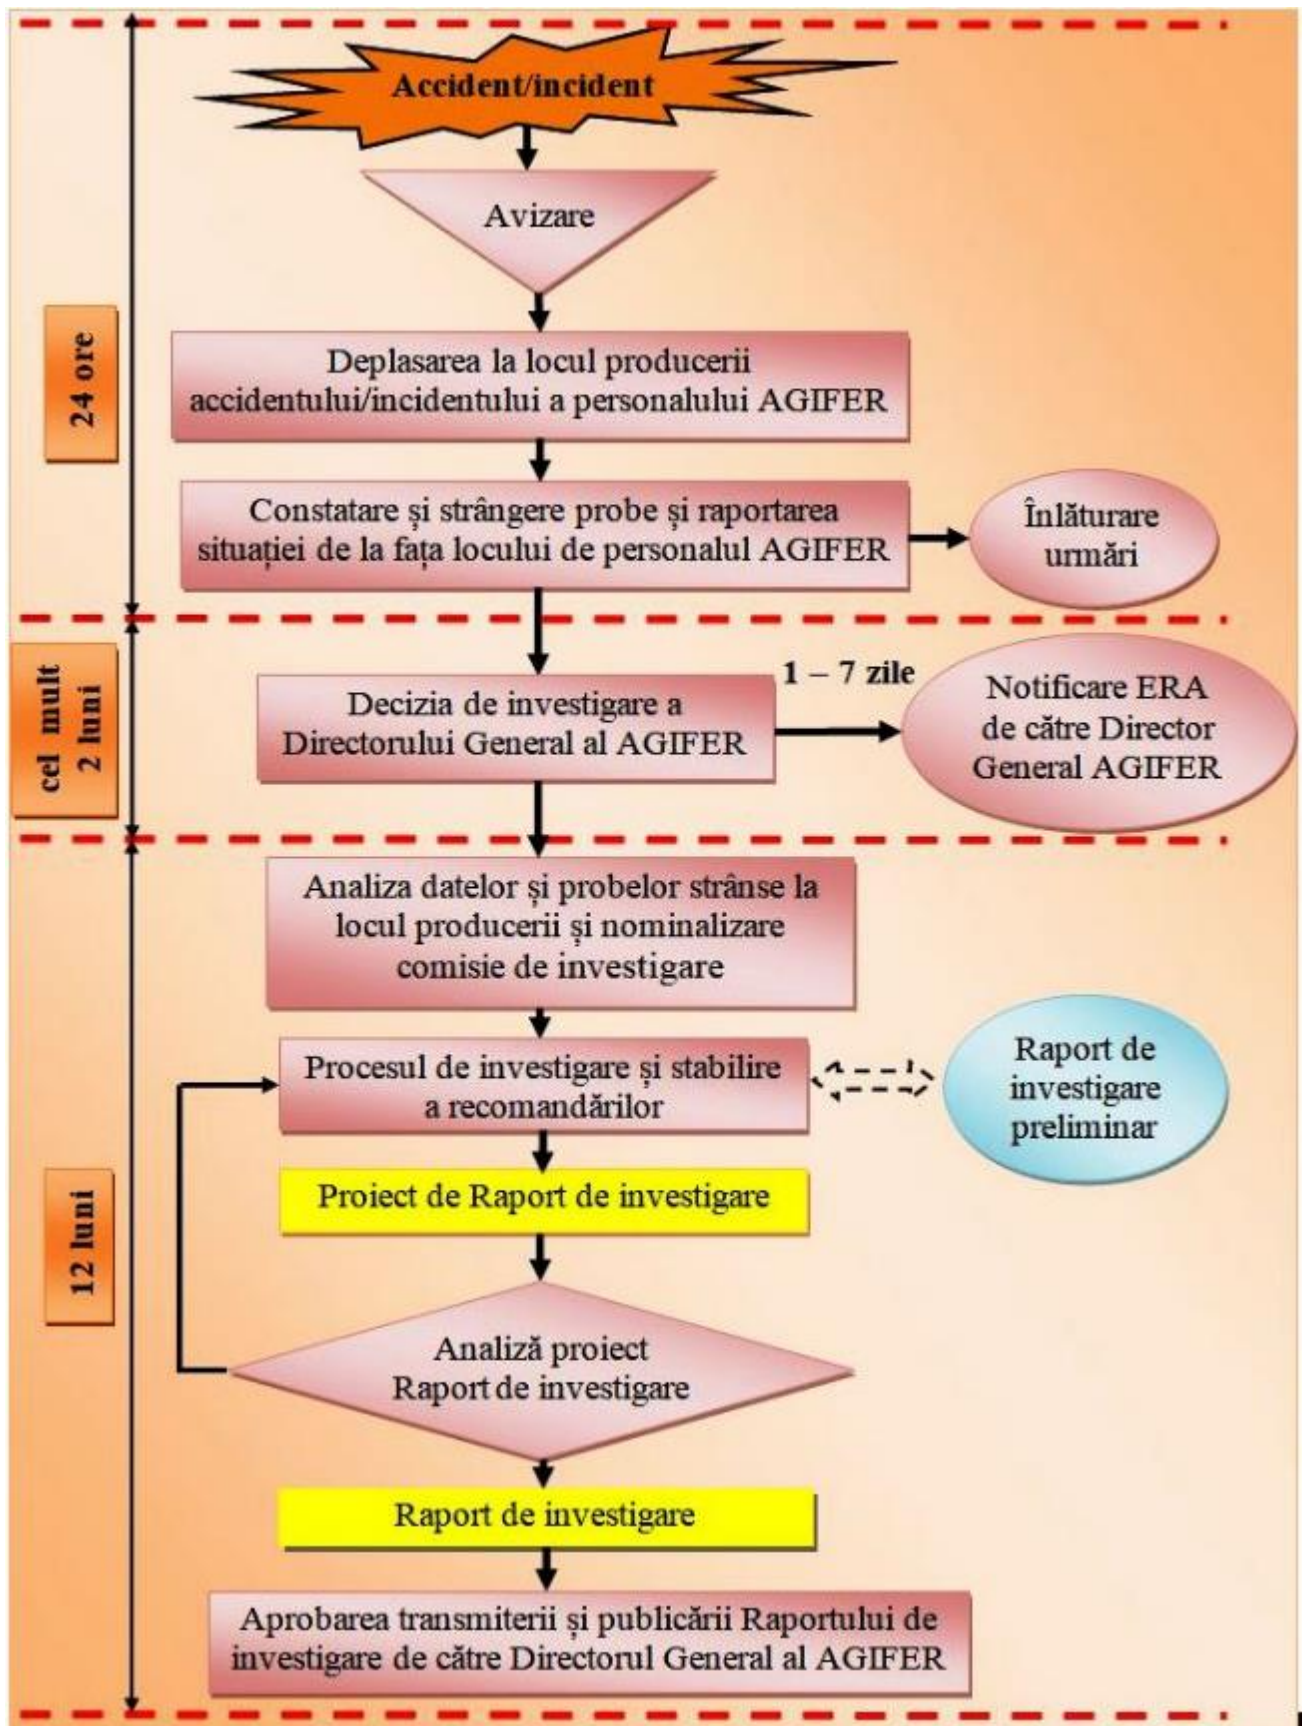 Accident/incident
Avizare
24 ore
Deplasarea la locul producerii
accidentului/incidentului a personalului AGIFER
Constatare și strângere probe și raportarea
situației de la fața locului de personalul AGIFER
Înlăturare
urmări
cel mult
2 luni
Decizia de investigare a
Directorului General al AGIFER
1 – 7 zile
Notificare ERA
de către Director
General AGIFER
12 luni
Analiza datelor și probelor strânse la
locul producerii și nominalizare
comisie de investigare
Procesul de investigare și stabilire
a recomandărilor
Raport de
investigare
preliminar
Proiect de Raport de investigare
Analiză proiect
Raport de investigare
Raport de investigare
Aprobarea transmiterii și publicării Raportului de
investigare de către Directorul General al AGIFER